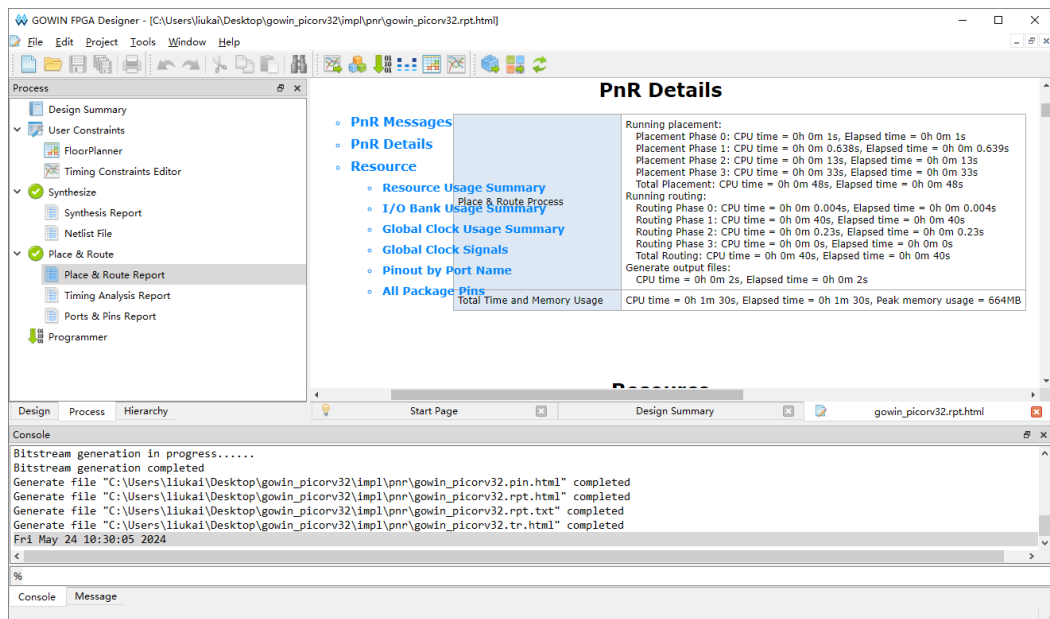 GOWIN FPGA Designer - [C:\Users\liukai\Desktop\gowin_picorv32\impl\pnr\gowin_picorv32.rpt.html]
File Edit Project Tools Window Help
Process
Design Summary
User Constraints
FloorPlanner
Timing Constraints Editor
Synthesize
Synthesis Report
Netlist File
Place & Route
Place & Route Report
Timing Analysis Report
Ports & Pins Report
Programmer
Design Process Hierarchy
PnR Messages
PnR Details
Resource
Resource Usage Summary
I/O Bank Usage Summary
Global Clock Usage Summary
Global Clock Signals
Pinout by Port Name
All Package Pins
PnR Details
Place & Route Process
Running placement:
Placement Phase 0: CPU time = 0h 0m 1s, Elapsed time = 0h 0m 1s
Placement Phase 1: CPU time = 0h 0m 0.638s, Elapsed time = 0h 0m 0.639s
Placement Phase 2: CPU time = 0h 0m 13s, Elapsed time = 0h 0m 13s
Placement Phase 3: CPU time = 0h 0m 33s, Elapsed time = 0h 0m 33s
Total Placement: CPU time = 0h 0m 48s, Elapsed time = 0h 0m 48s
Running routing:
Routing Phase 0: CPU time = 0h 0m 0.004s, Elapsed time = 0h 0m 0.004s
Routing Phase 1: CPU time = 0h 0m 40s, Elapsed time = 0h 0m 40s
Routing Phase 2: CPU time = 0h 0m 0.23s, Elapsed time = 0h 0m 0.23s
Routing Phase 3: CPU time = 0h 0m 0s, Elapsed time = 0h 0m 0s
Total Routing: CPU time = 0h 0m 40s, Elapsed time = 0h 0m 40s
Generate output files:
CPU time = 0h 0m 2s, Elapsed time = 0h 0m 2s
Total Time and Memory Usage
CPU time = 0h 1m 30s, Elapsed time = 0h 1m 30s, Peak memory usage = 664MB
Resource
Start Page Design Summary gowin_picorv32.rpt.html
Console
Bitstream generation in progress......
Bitstream generation completed
Generate file "C:\Users\liukai\Desktop\gowin_picorv32\impl\pnr\gowin_picorv32.pin.html" completed
Generate file "C:\Users\liukai\Desktop\gowin_picorv32\impl\pnr\gowin_picorv32.rpt.html" completed
Generate file "C:\Users\liukai\Desktop\gowin_picorv32\impl\pnr\gowin_picorv32.rpt.txt" completed
Generate file "C:\Users\liukai\Desktop\gowin_picorv32\impl\pnr\gowin_picorv32.tr.html" completed
Fri May 24 10:30:05 2024
%
Console Message